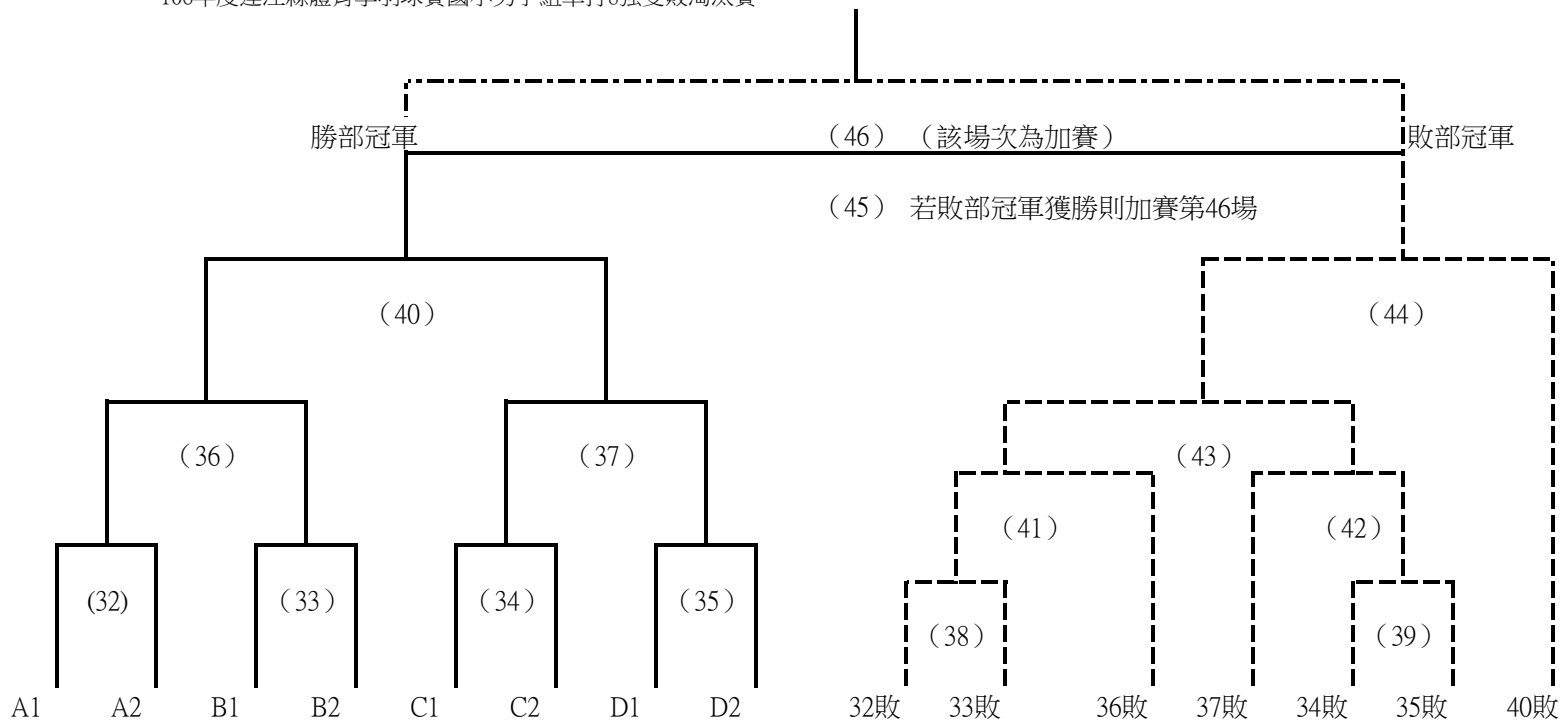 勝部冠軍 （46） （該場次為加賽） 敗部冠軍
（45） 若敗部冠軍獲勝則加賽第46場
（40） （44）
（36） （37） （43）
（41） （42）
(32) （33） （34） （35）
（38） （39）
A1 A2 B1 B2 C1 C2 D1 D2 32敗 33敗 36敗 37敗 34敗 35敗 40敗